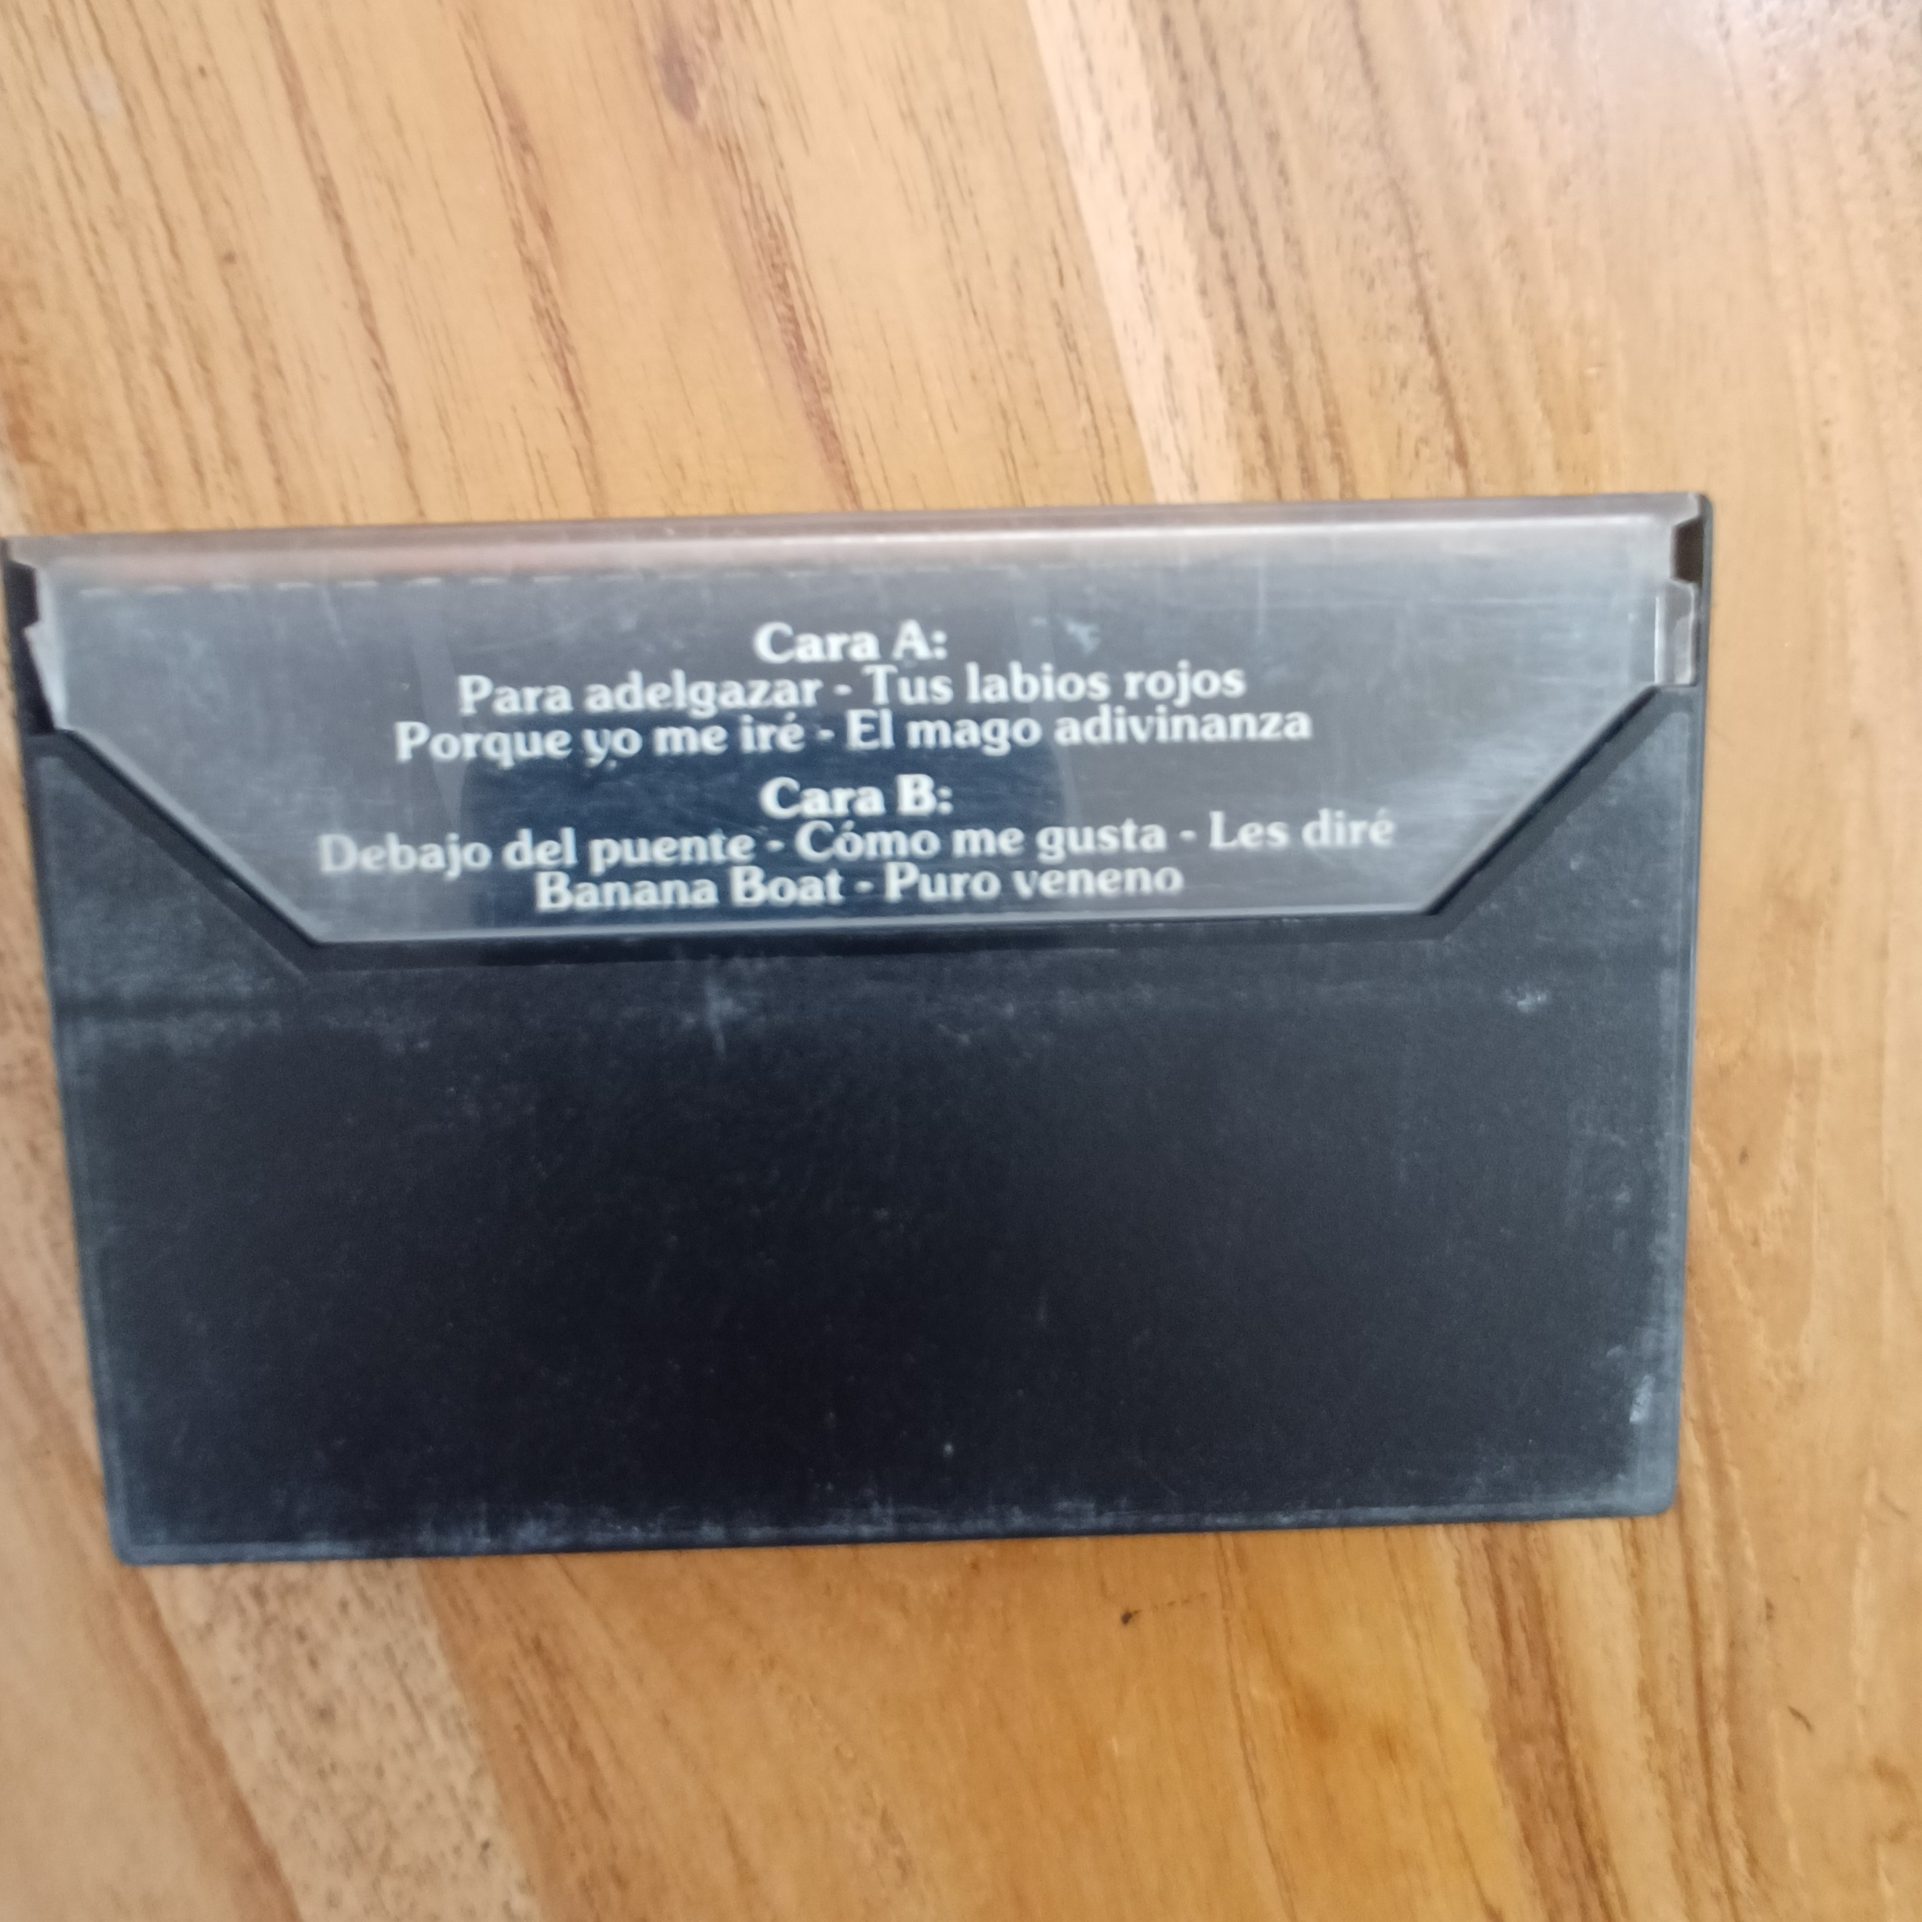 Cara A:
Para adelgazar - Tus labios rojos
Porque yo me iré - El mago adivinanza
Cara B:
Debajo del puente - Cómo me gusta - Les diré
Banana Boat - Puro veneno